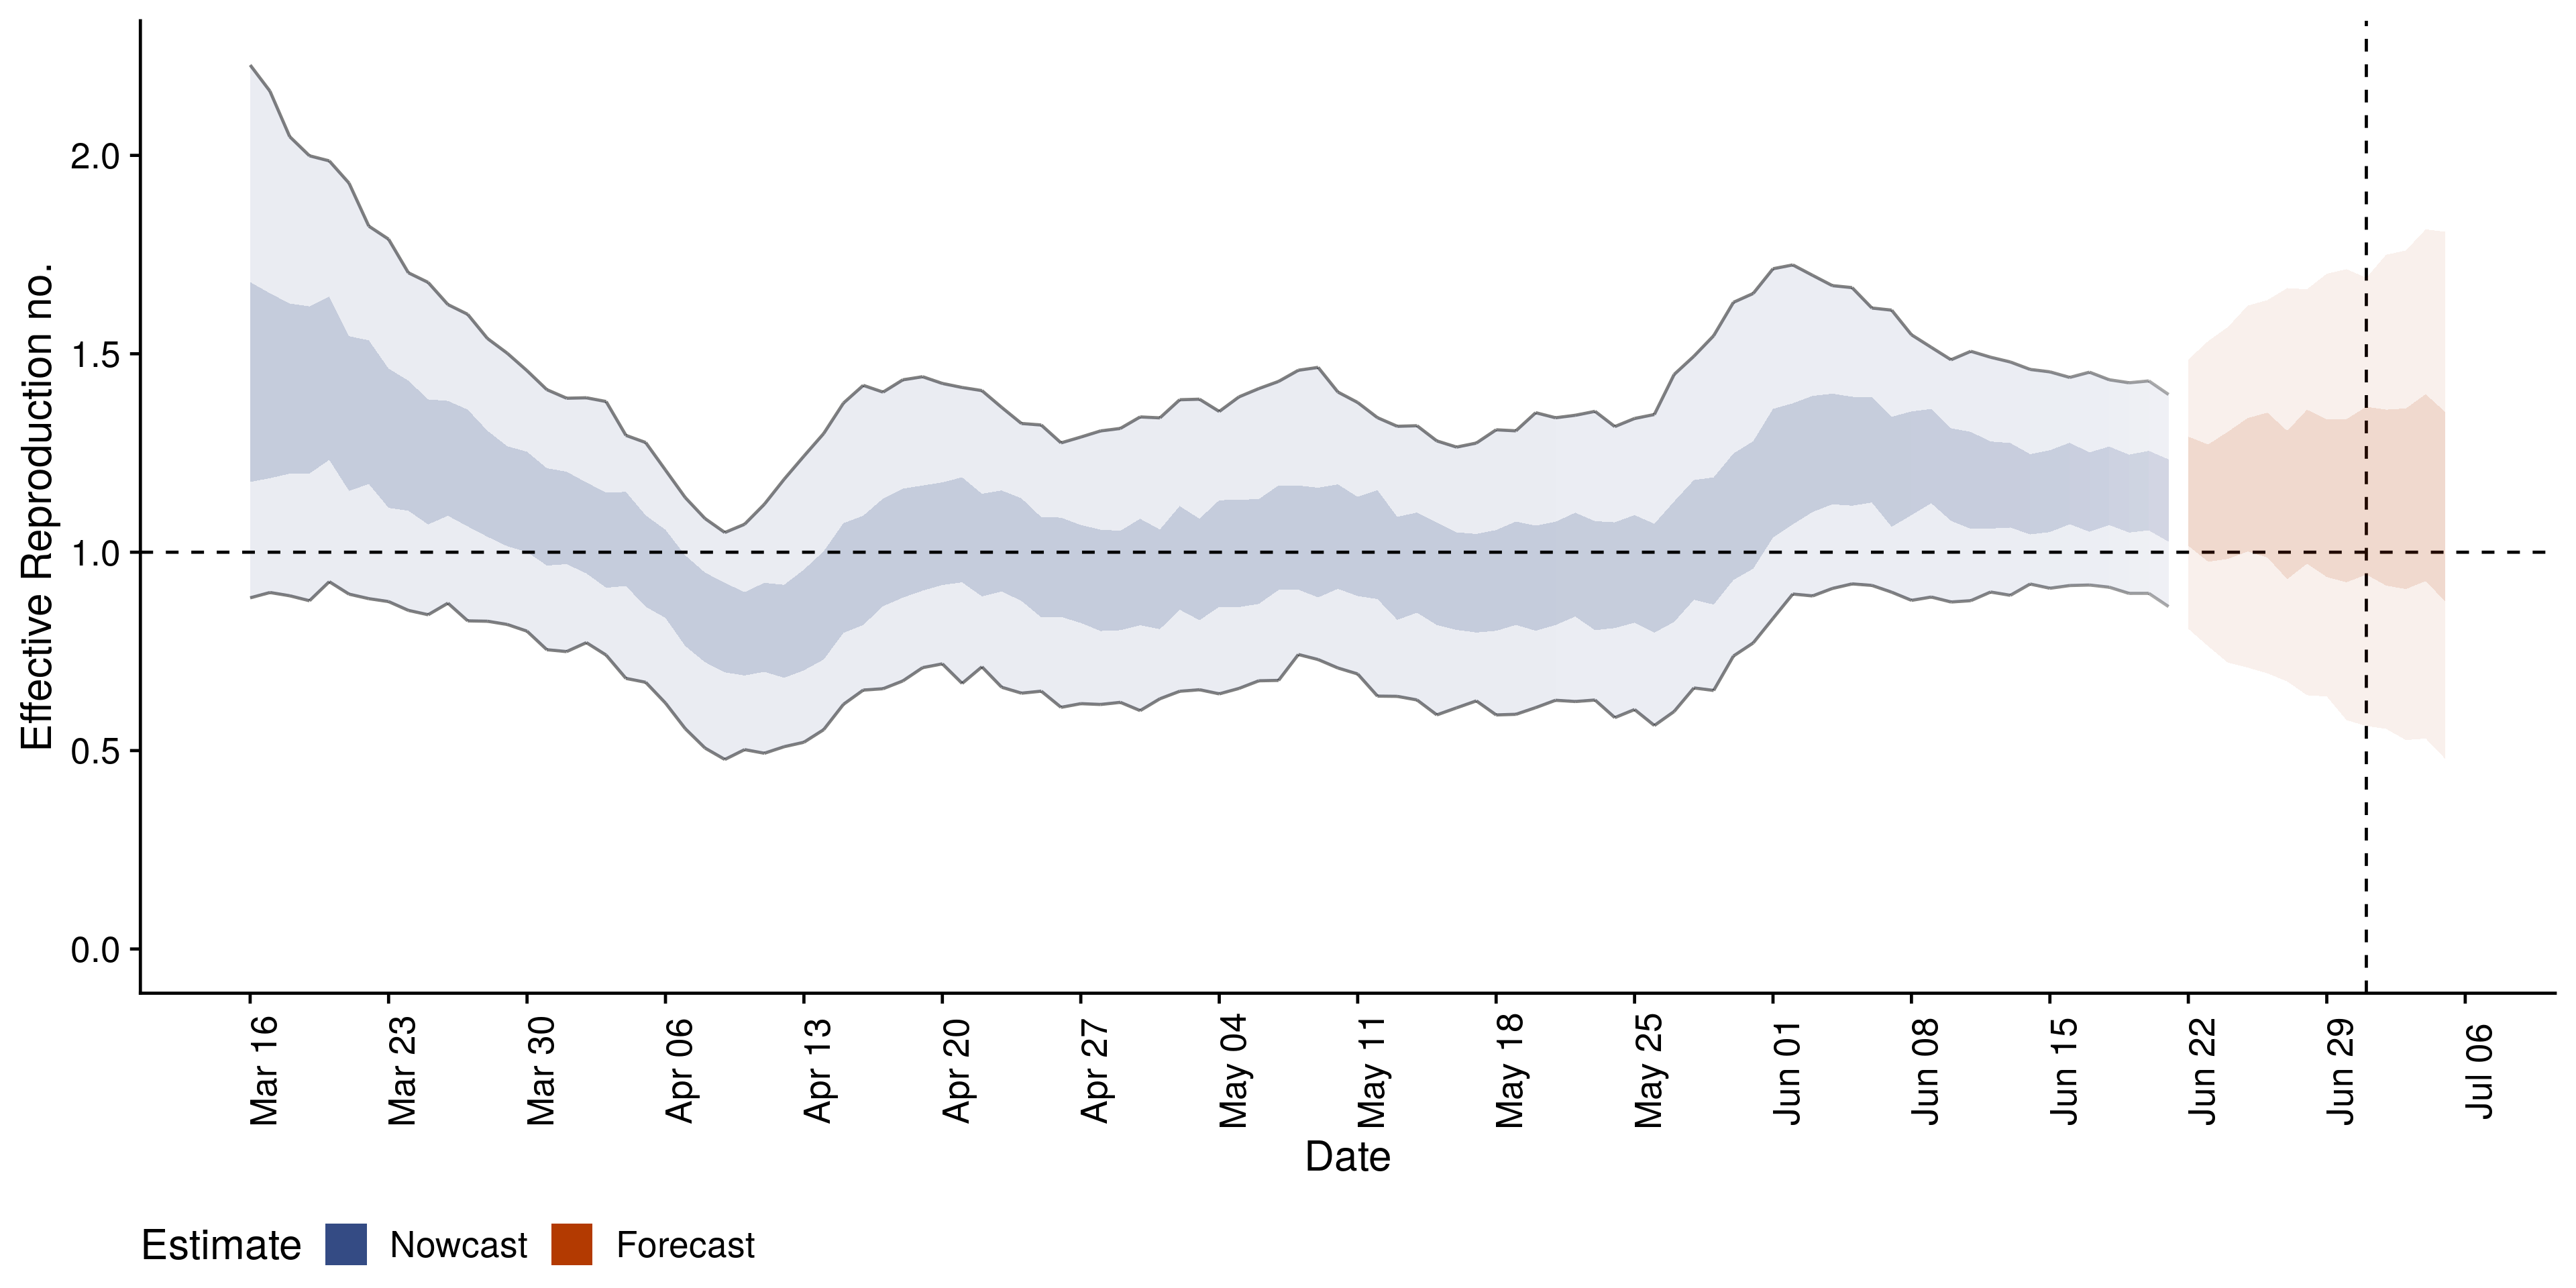 Effective Reproduction no.
2.0
1.5
1.0
0.5
0.0
Mar 16
Mar 23
Mar 30
Apr 06
Apr 13
Apr 20
Apr 27
May 04
May 11
May 18
May 25
Jun 01
Jun 08
Jun 15
Jun 22
Jun 29
Jul 06
Date
Estimate Nowcast Forecast